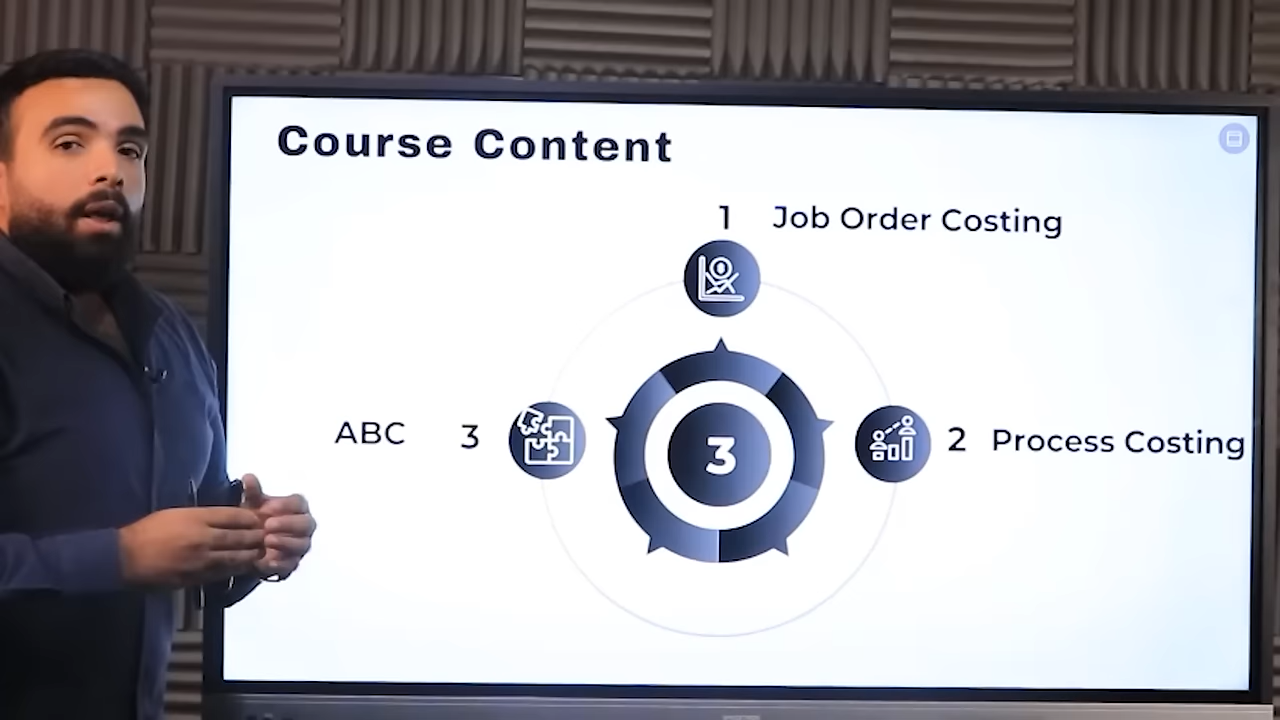 Course Content
1 Job Order Costing
ABC 3
3
2 Process Costing